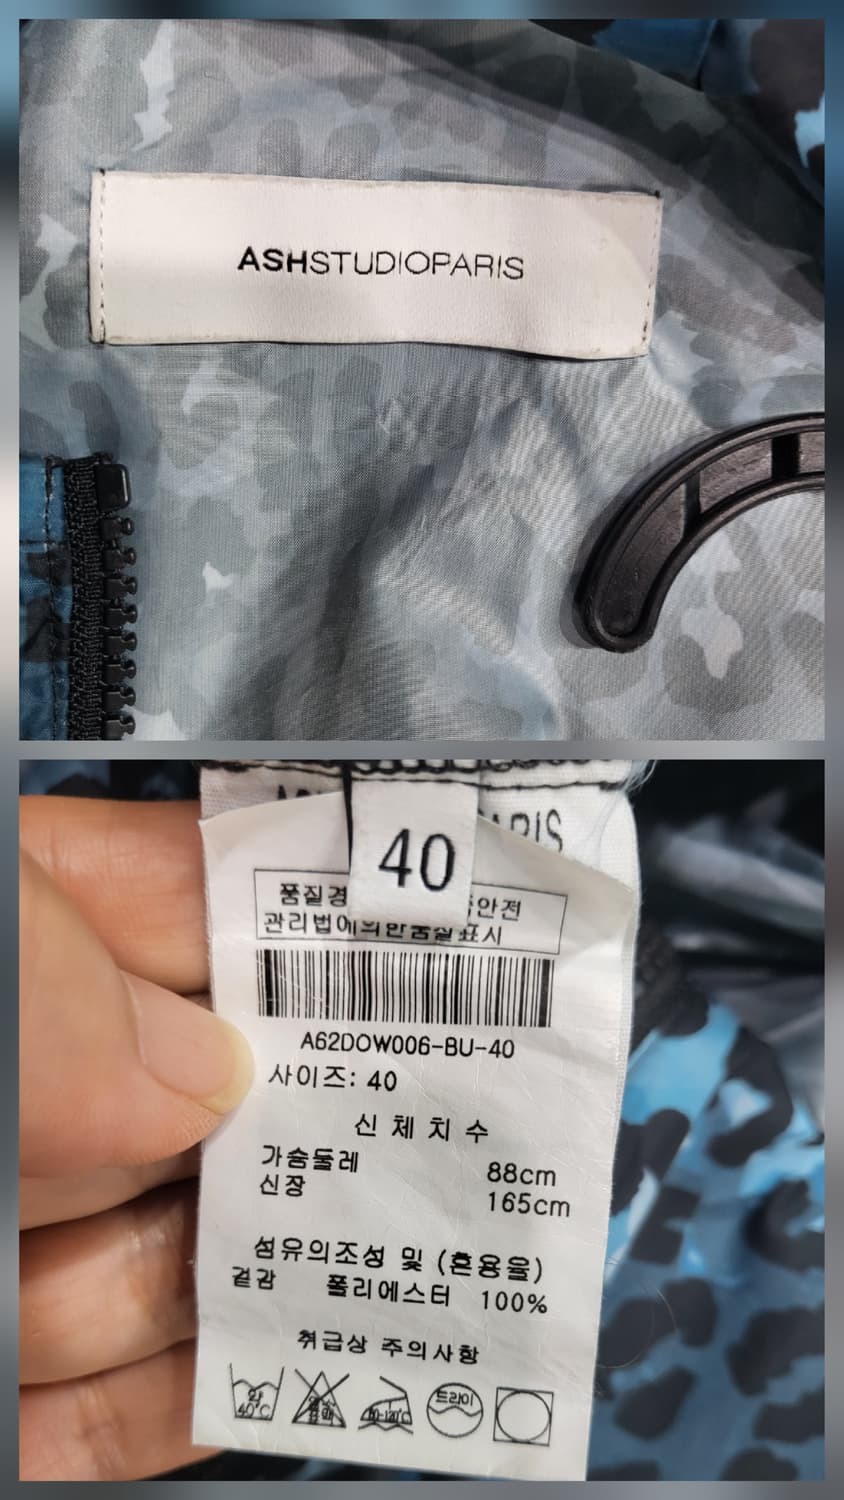 ASHSTUDIOPARIS
40
품질경
안전
관리법에의한품질표시
A62DOW006-BU-40
사이즈: 40
신체치수
가슴둘레 88cm
신장 165cm
섬유의조성 및 (혼용율)
겉감 폴리에스터 100%
취급상 주의사항
약 40°C
드라이